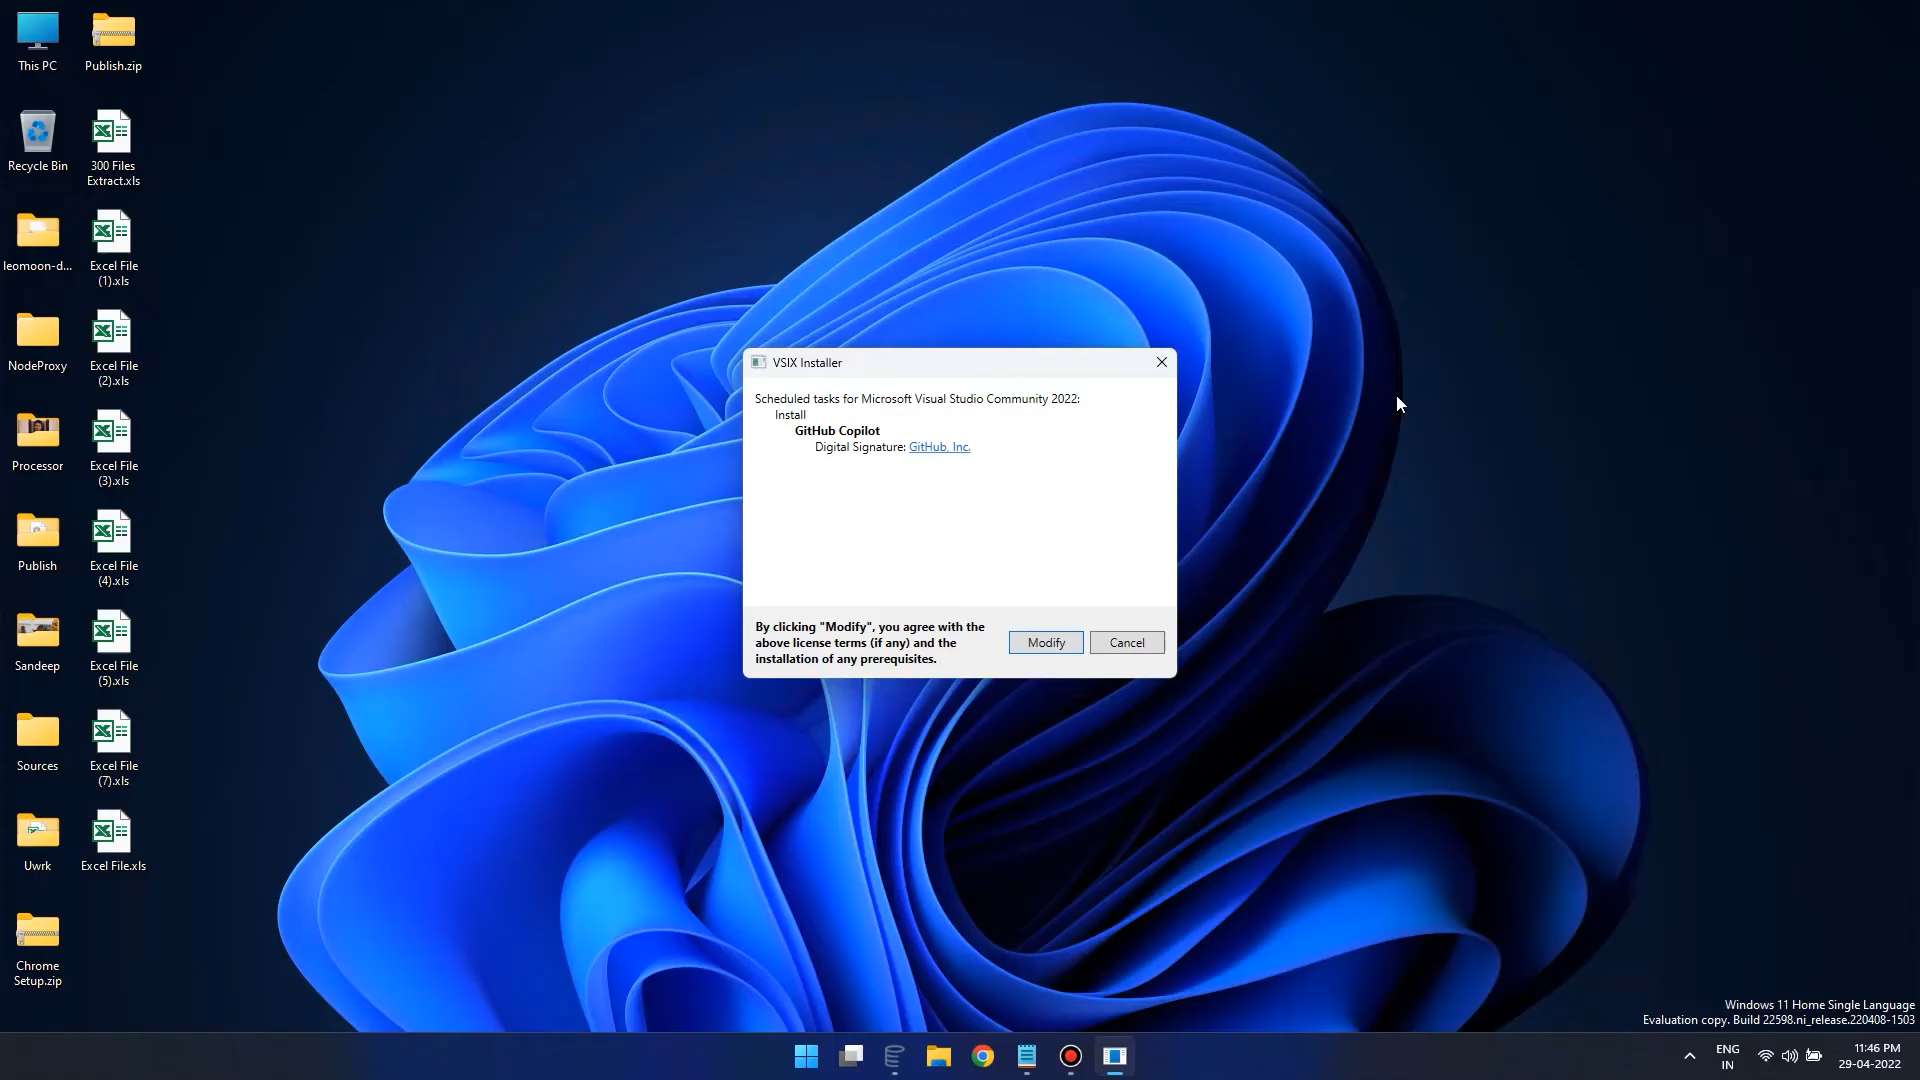 This PC
Publish.zip
Recycle Bin
300 Files
Extract.xls
leomoon-d...
Excel File
(1).xls
NodeProxy
Excel File
(2).xls
Processor
Excel File
(3).xls
Publish
Excel File
(4).xls
Sandeep
Excel File
(5).xls
Sources
Excel File
(7).xls
Uwrk
Excel File.xls
Chrome
Setup.zip
VSIX Installer
Scheduled tasks for Microsoft Visual Studio Community 2022:
Install
GitHub Copilot
Digital Signature: GitHub, Inc.
By clicking "Modify", you agree with the
above license terms (if any) and the
installation of any prerequisites.
Modify
Cancel
Windows 11 Home Single Language
Evaluation copy. Build 22598.ni_release.220408-1503
ENG
IN
11:46 PM
29-04-2022